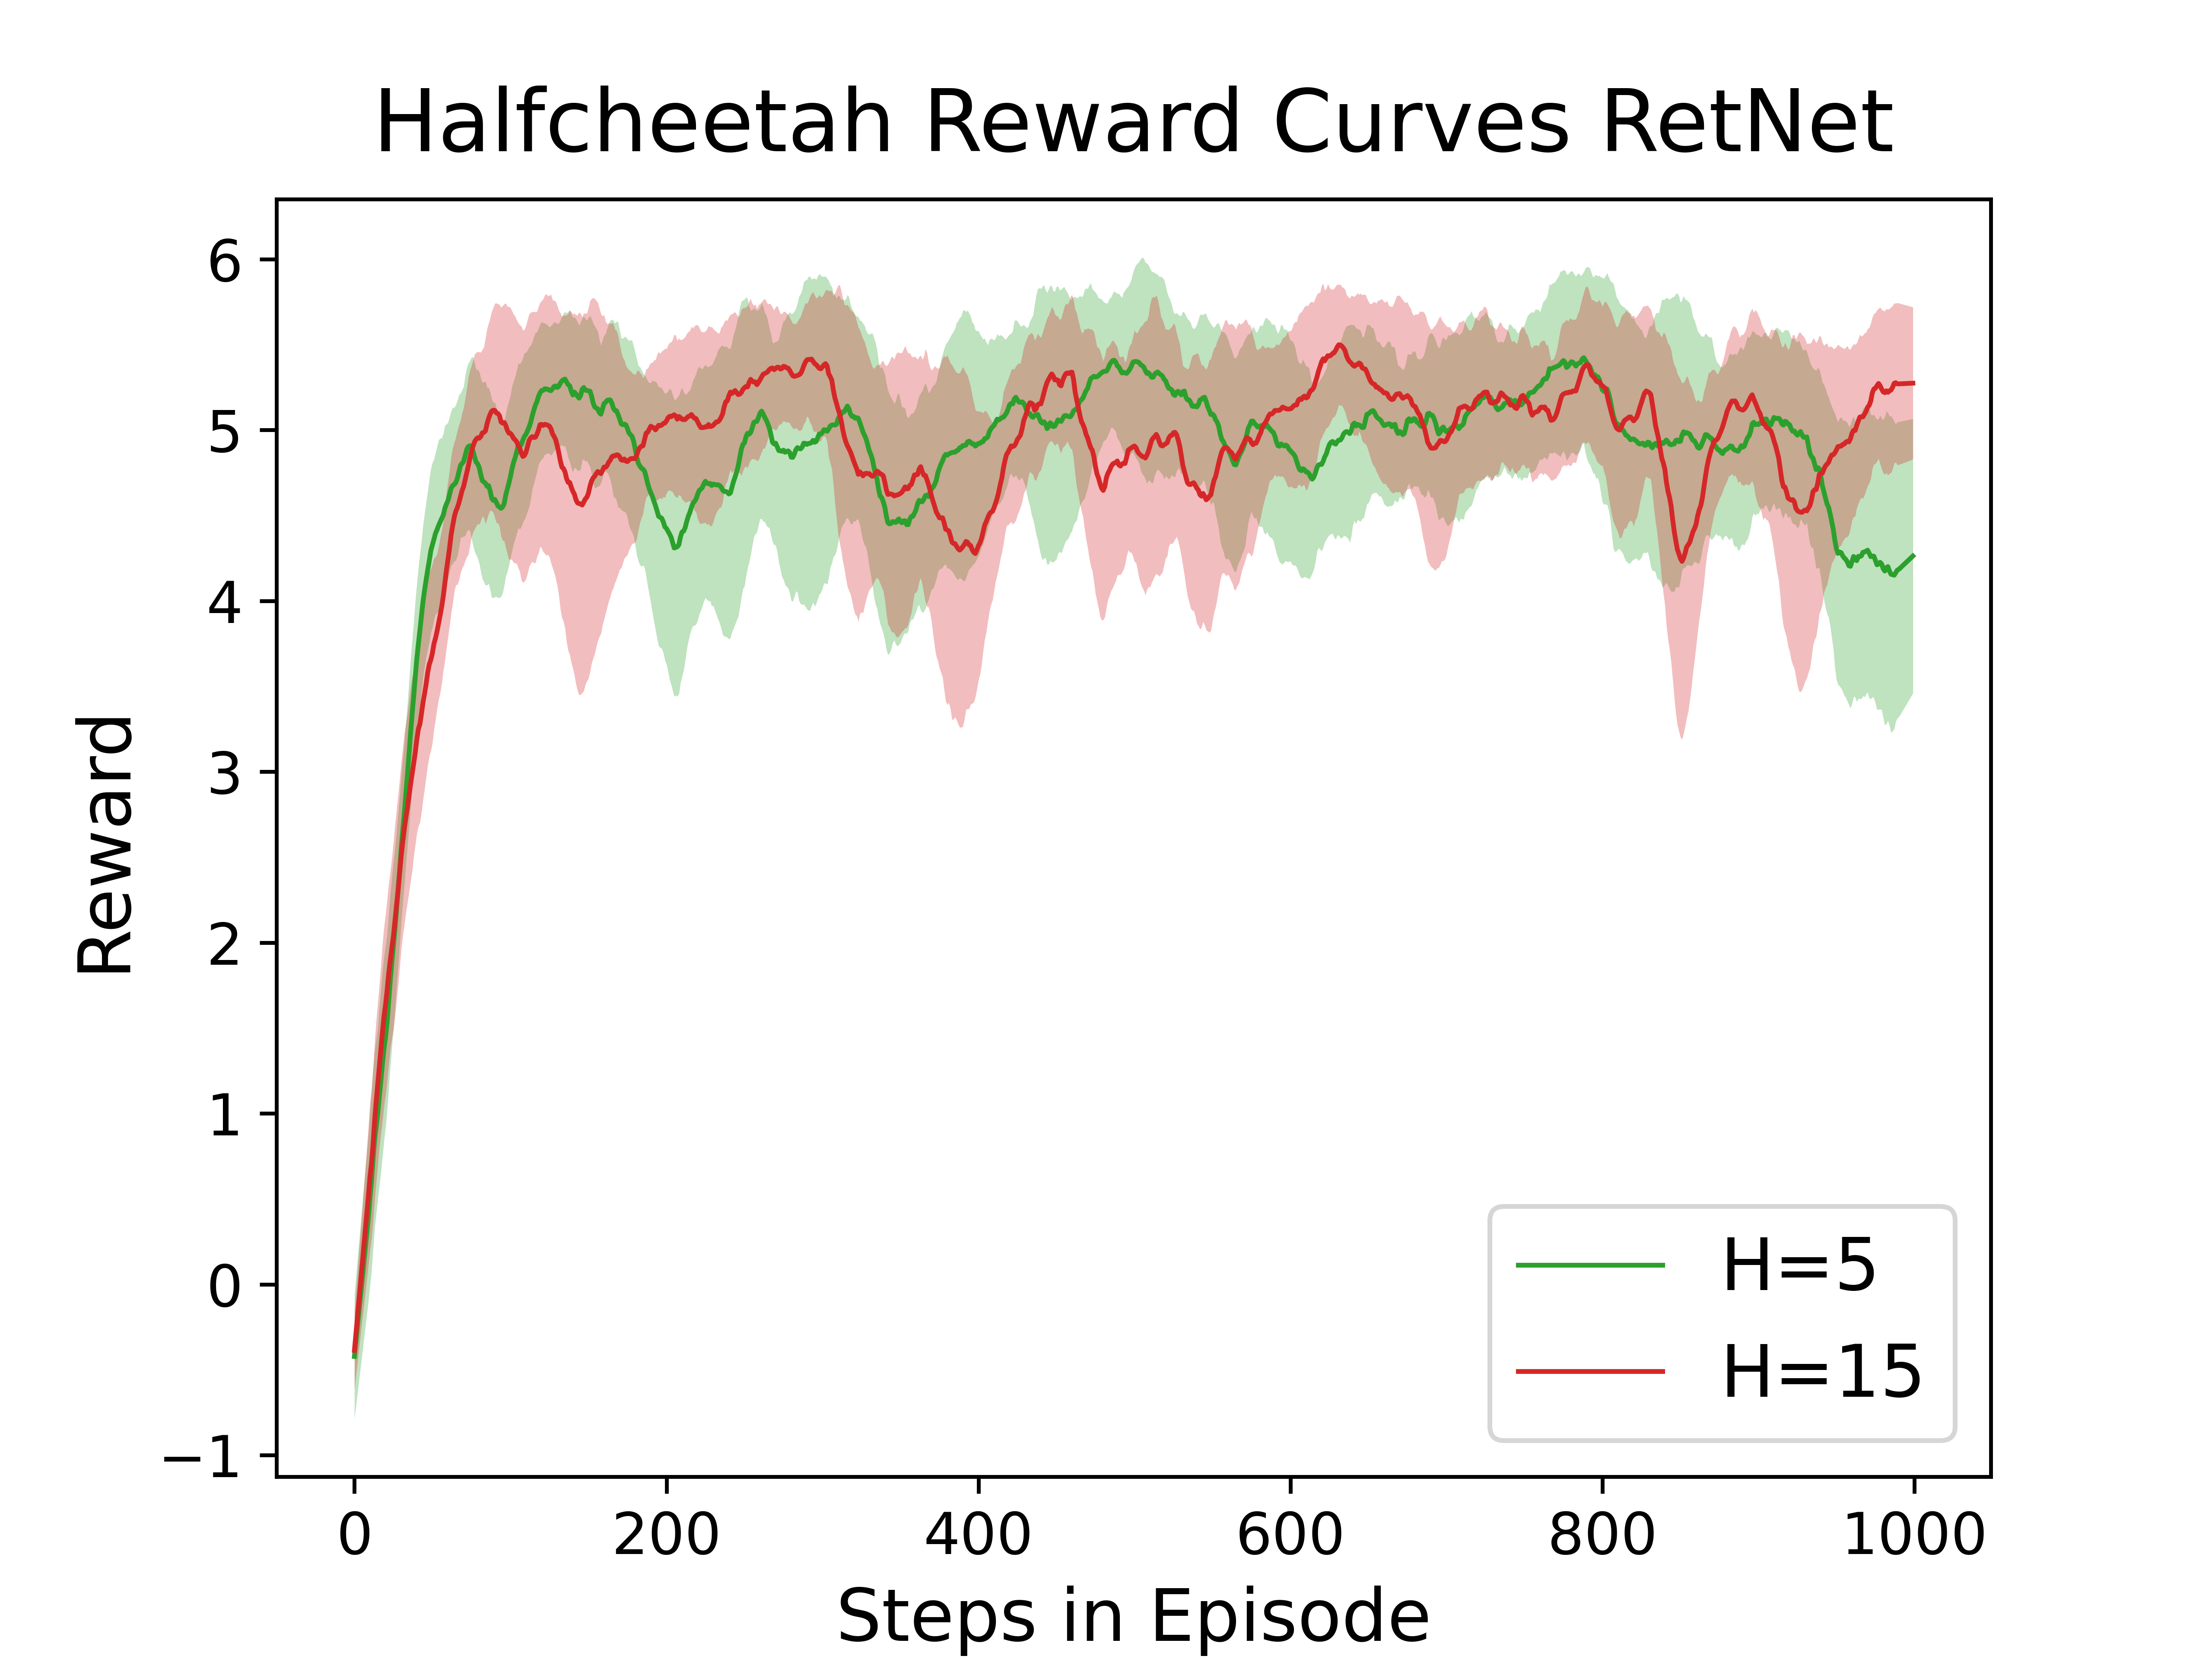 Halfcheetah Reward Curves RetNet
6
5
4
3
2
1
0
−1
Reward
0 200 400 600 800 1000
Steps in Episode
H=5
H=15